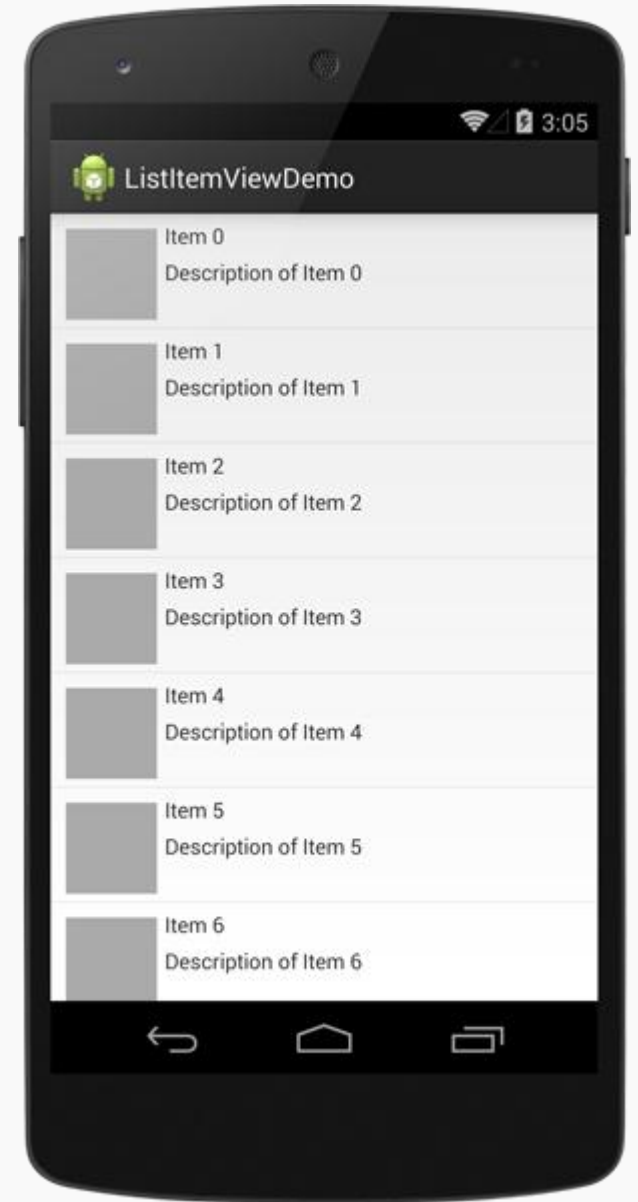 3:05
ListItemViewDemo
Item 0
Description of Item 0
Item 1
Description of Item 1
Item 2
Description of Item 2
Item 3
Description of Item 3
Item 4
Description of Item 4
Item 5
Description of Item 5
Item 6
Description of Item 6